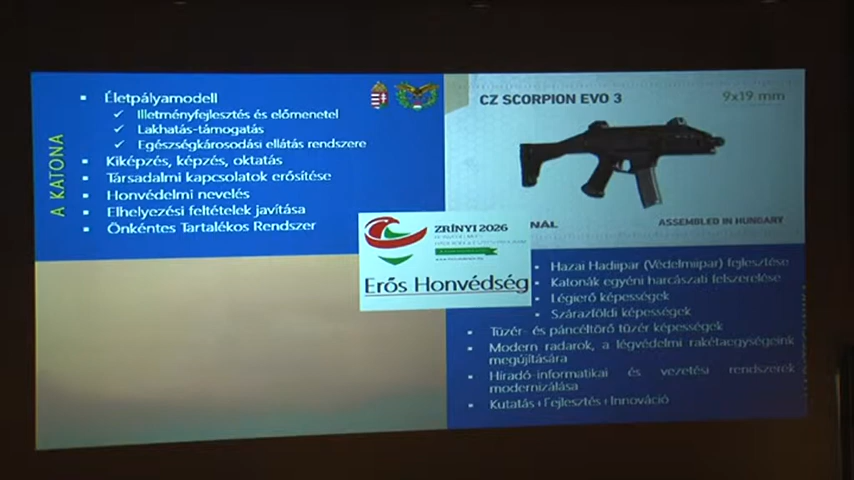 A KATONA
Életpályamodell
Illetményfejlesztés és előmenetel
Lakhatás-támogatás
Egészségkárosodási ellátás rendszere
Kiképzés, képzés, oktatás
Társadalmi kapcsolatok erősítése
Honvédelmi nevelés
Elhelyezési feltételek javítása
Önkéntes Tartalékos Rendszer
CZ SCORPION EVO 3
9x19 mm
NÁL
ASSEMBLED IN HUNGARY
ZRÍNYI 2026
Erős Honvédség
Hazai Hadiipar (Védelmiipar) fejlesztése
Katonák egyéni harcászati felszerelése
Légierő képességek
Szárazföldi képességek
Tüzér- és páncéltörő tüzér képességek
Modern radarok, a légvédelmi rakétaegységeink
megújítására
Híradó-informatikai és vezetési rendszerek
modernizálása
Kutatás+Fejlesztés+Innováció